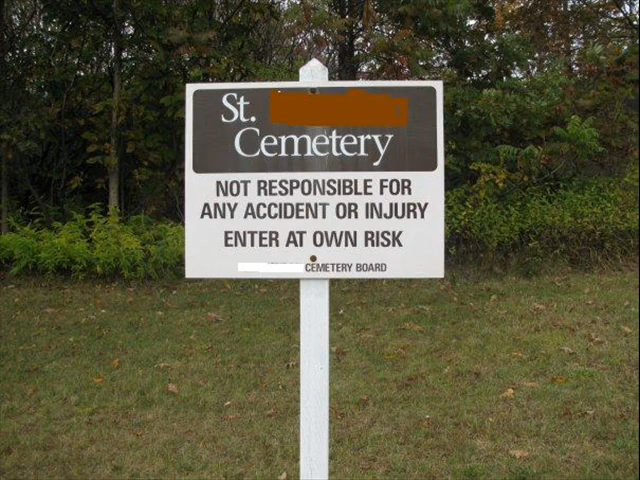 St.
Cemetery
NOT RESPONSIBLE FOR
ANY ACCIDENT OR INJURY
ENTER AT OWN RISK
CEMETERY BOARD